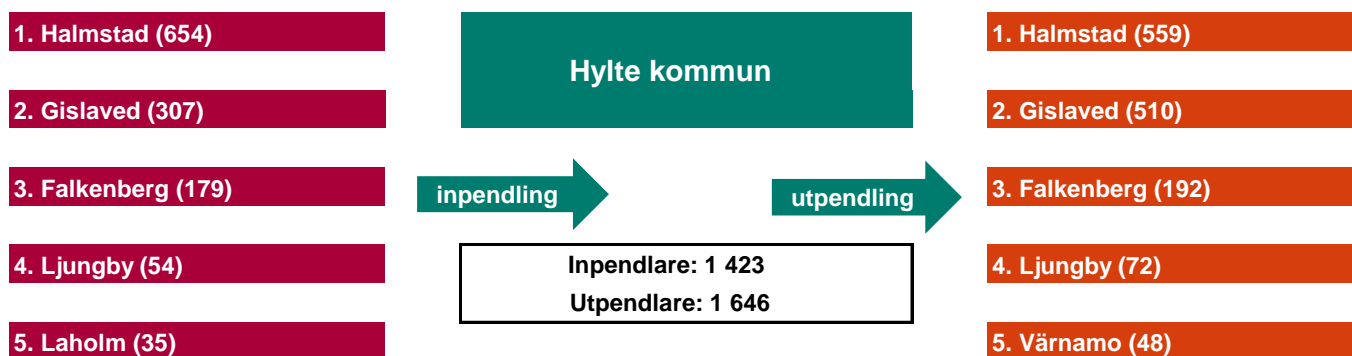 1. Halmstad (654)
2. Gislaved (307)
3. Falkenberg (179)
4. Ljungby (54)
5. Laholm (35)
Hylte kommun
inpendling
utpendling
Inpendlare: 1 423
Utpendlare: 1 646
1. Halmstad (559)
2. Gislaved (510)
3. Falkenberg (192)
4. Ljungby (72)
5. Värnamo (48)